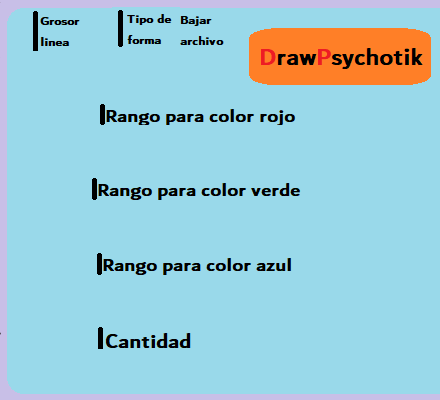 Grosor
linea
Tipo de
forma
Bajar
archivo
DrawPsychotik
Rango para color rojo
Rango para color verde
Rango para color azul
Cantidad